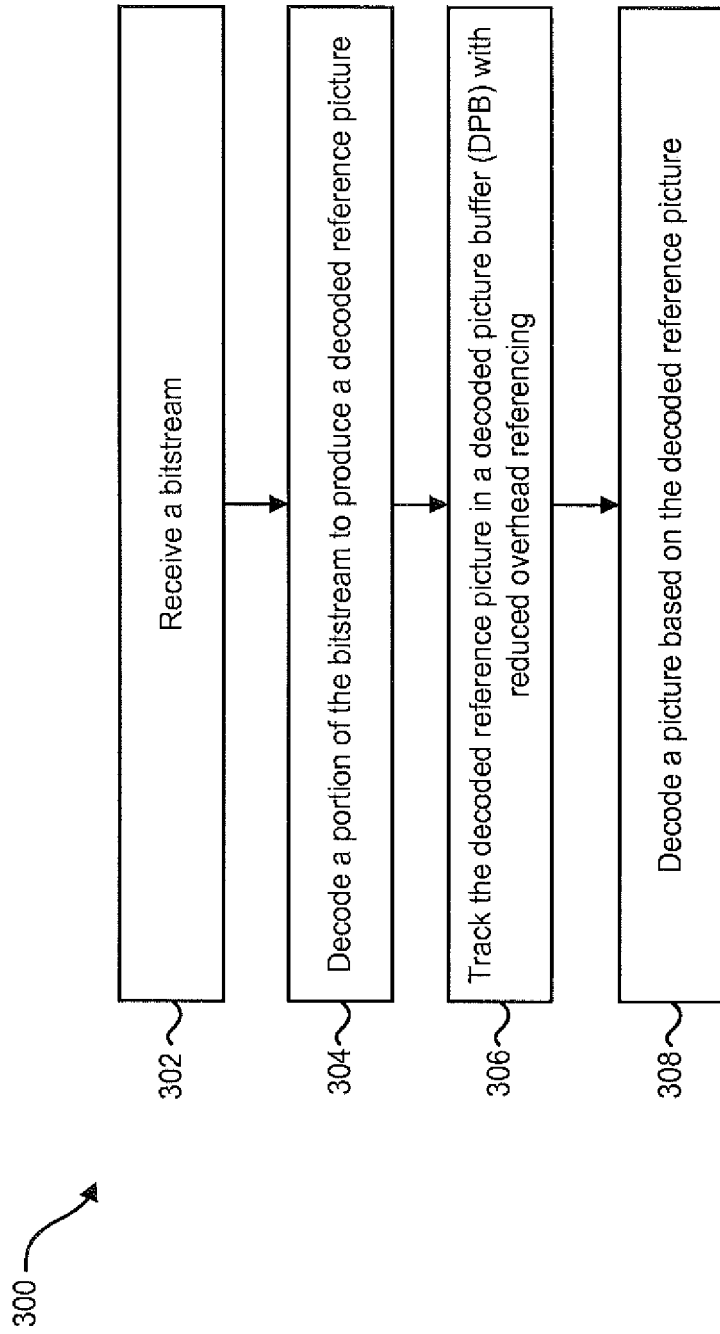 300
302
Receive a bitstream
304
Decode a portion of the bitstream to produce a decoded reference picture
306
Track the decoded reference picture in a decoded picture buffer (DPB) with
reduced overhead referencing
308
Decode a picture based on the decoded reference picture